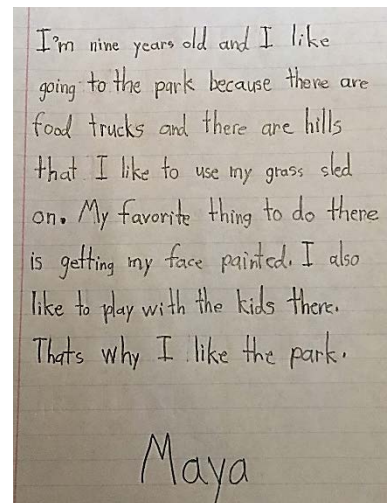 I'm nine years old and I like
going to the park because there are
food trucks and there are hills
that I like to use my grass sled
on. My favorite thing to do there
is getting my face painted. I also
like to play with the kids there.
Thats why I like the park.
Maya